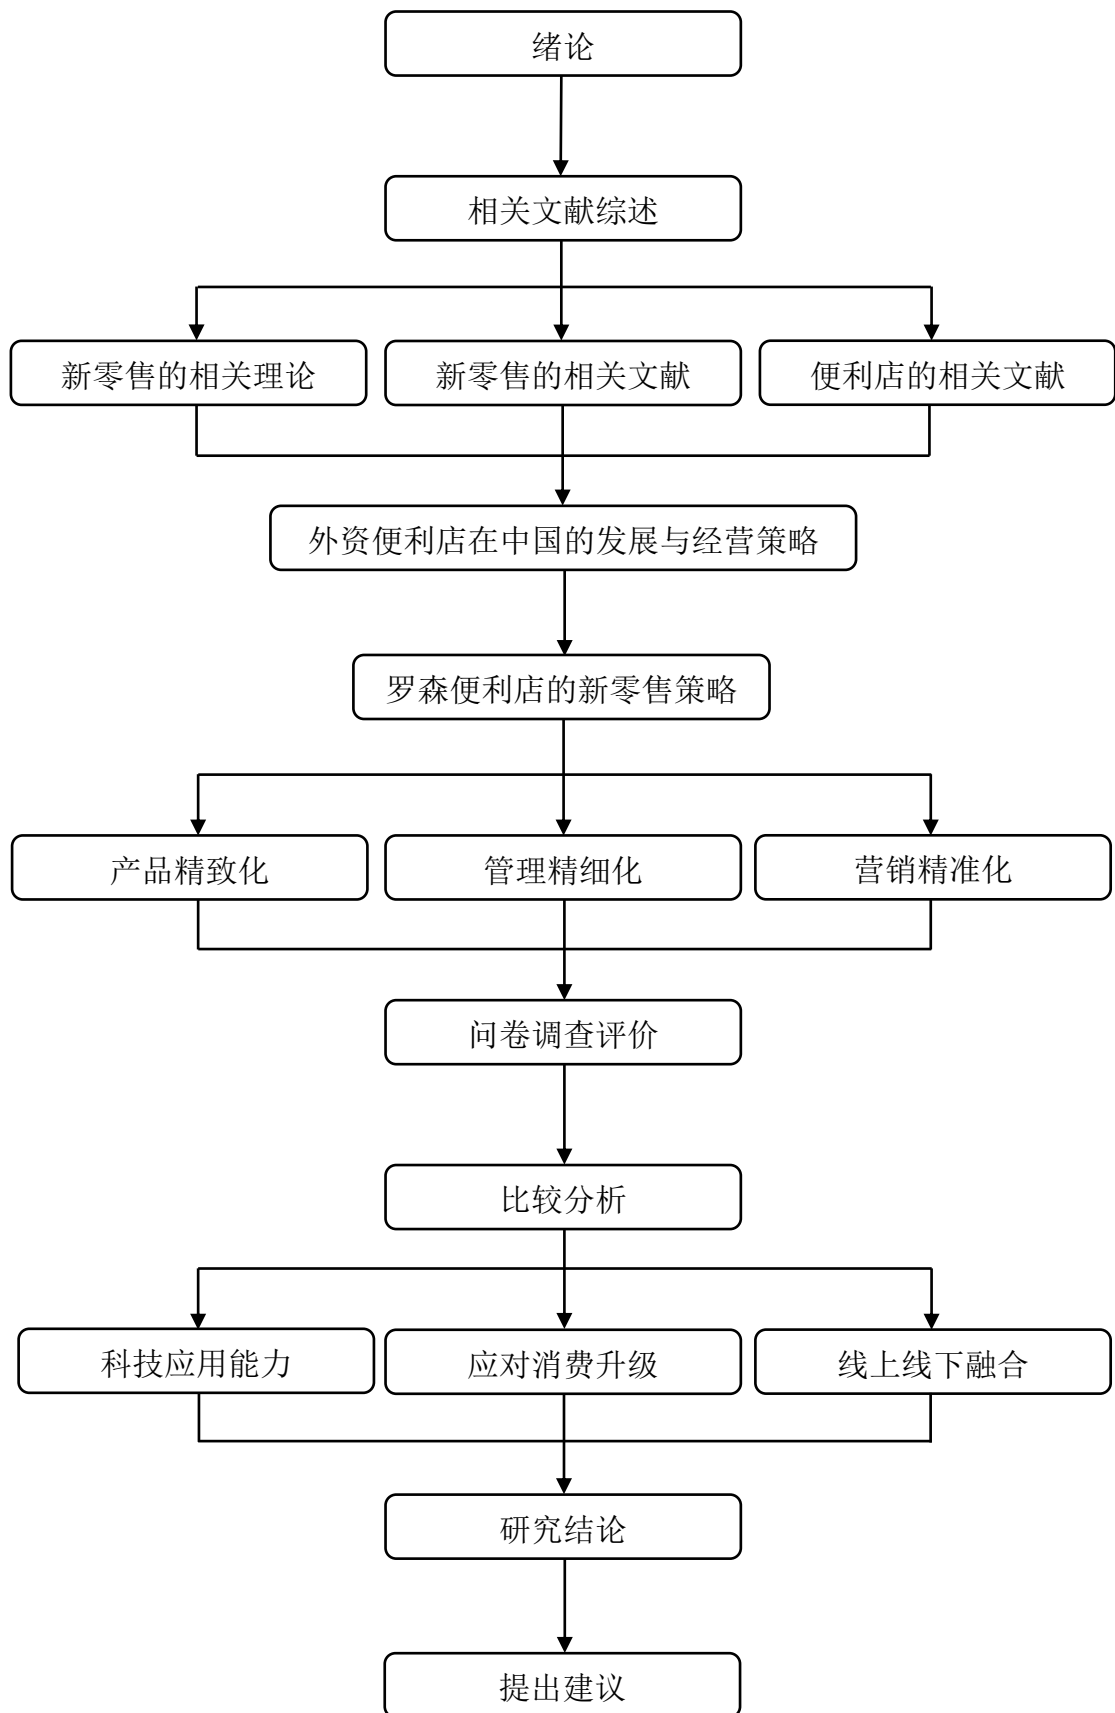 绪论
相关文献综述
新零售的相关理论
新零售的相关文献
便利店的相关文献
外资便利店在中国的发展与经营策略
罗森便利店的新零售策略
产品精致化
管理精细化
营销精准化
问卷调查评价
比较分析
科技应用能力
应对消费升级
线上线下融合
研究结论
提出建议